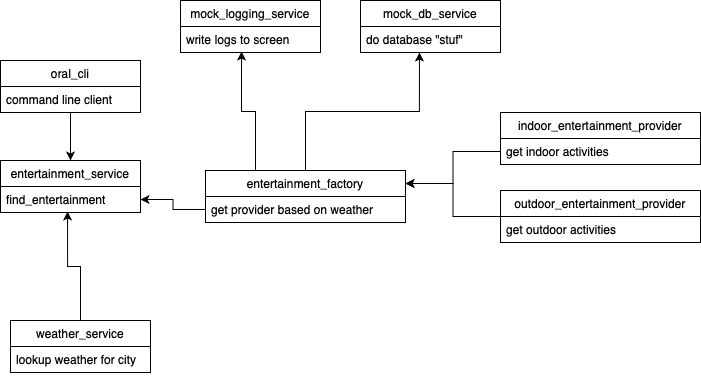 mock_logging_service
write logs to screen
mock_db_service
do database "stuf"
oral_cli
command line client
indoor_entertainment_provider
get indoor activities
entertainment_service
find_entertainment
entertainment_factory
get provider based on weather
outdoor_entertainment_provider
get outdoor activities
weather_service
lookup weather for city